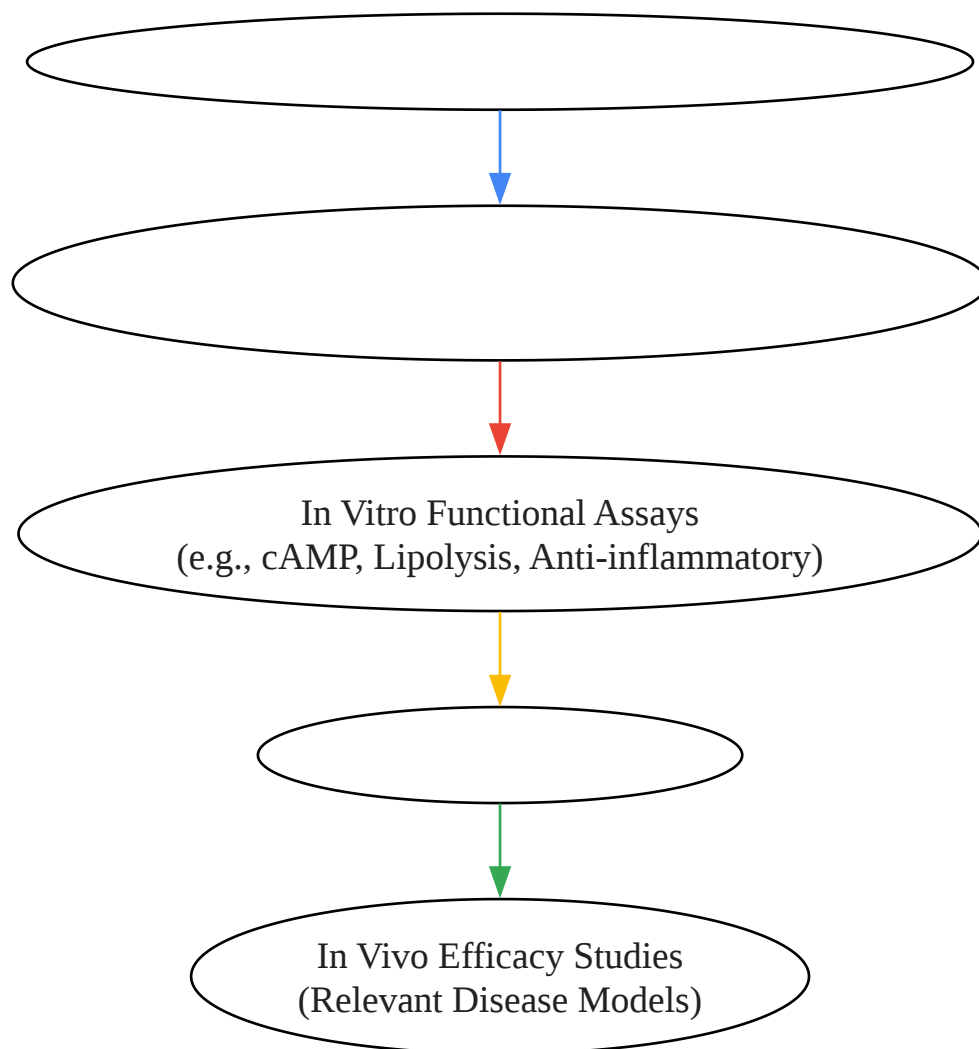 In Vitro Functional Assays
(e.g., cAMP, Lipolysis, Anti-inflammatory)
In Vivo Efficacy Studies
(Relevant Disease Models)